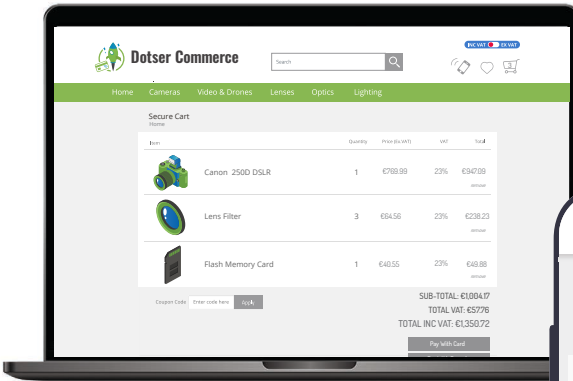 INC VAT EX VAT
Dotser Commerce
Search
3
Home Cameras Video & Drones Lenses Optics Lighting
Secure Cart
Home
Item Quantity Price (Ex.VAT) VAT Total
Canon 250D DSLR 1 €769.99 23% €947.09
REMOVE
Lens Filter 3 €64.56 23% €238.23
REMOVE
Flash Memory Card 1 €40.55 23% €49.88
REMOVE
SUB-TOTAL: €1,004.17
Coupon Code Enter code here Apply
TOTAL VAT: €57.76
TOTAL INC VAT: €1,350.72
Pay With Card